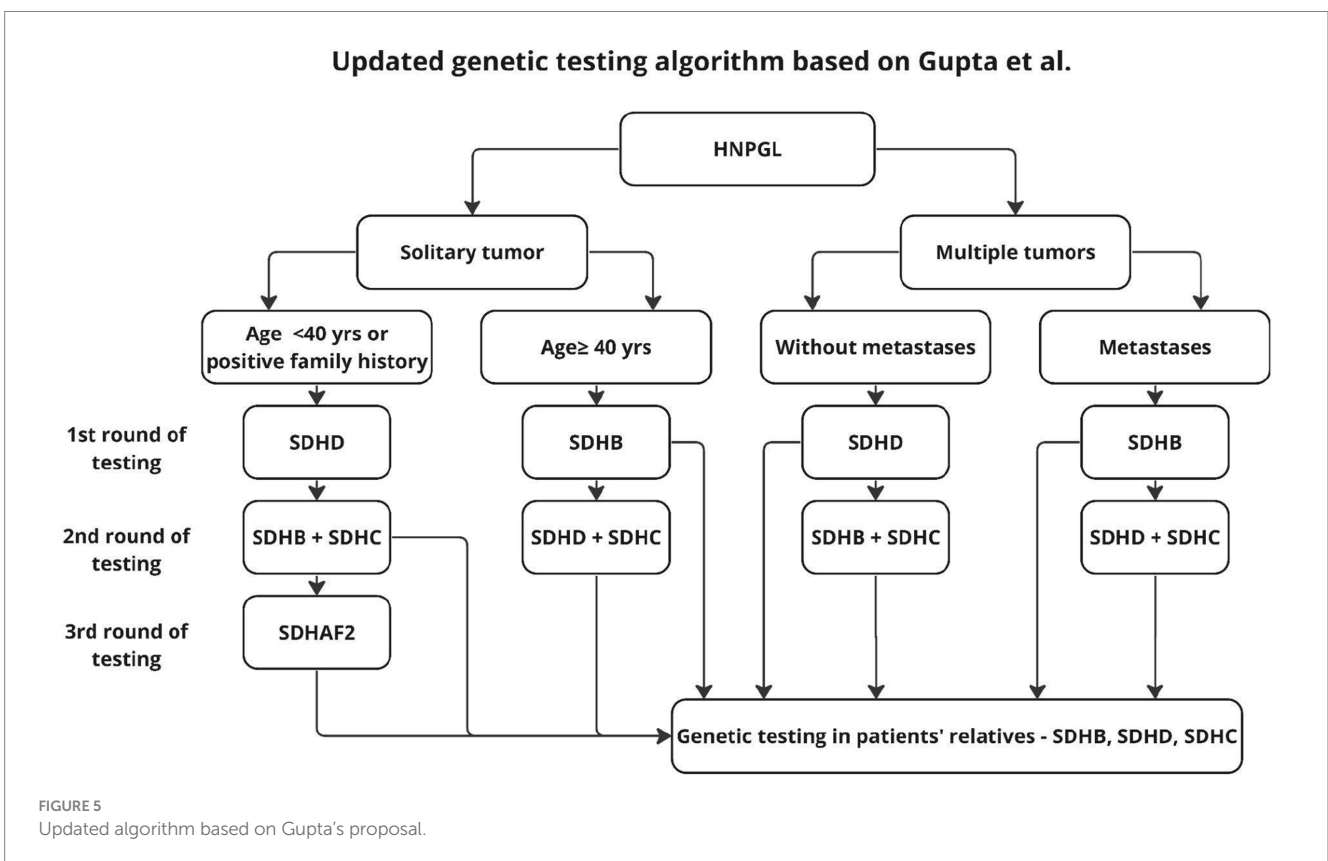 Updated genetic testing algorithm based on Gupta et al.
HNPGL
Solitary tumor
Multiple tumors
Age <40 yrs or
positive family history
Age≥ 40 yrs
Without metastases
Metastases
1st round of
testing
SDHD
SDHB
SDHD
SDHB
2nd round of
testing
SDHB + SDHC
SDHD + SDHC
SDHB + SDHC
SDHD + SDHC
3rd round of
testing
SDHAF2
Genetic testing in patients' relatives - SDHB, SDHD, SDHC
FIGURE 5
Updated algorithm based on Gupta's proposal.